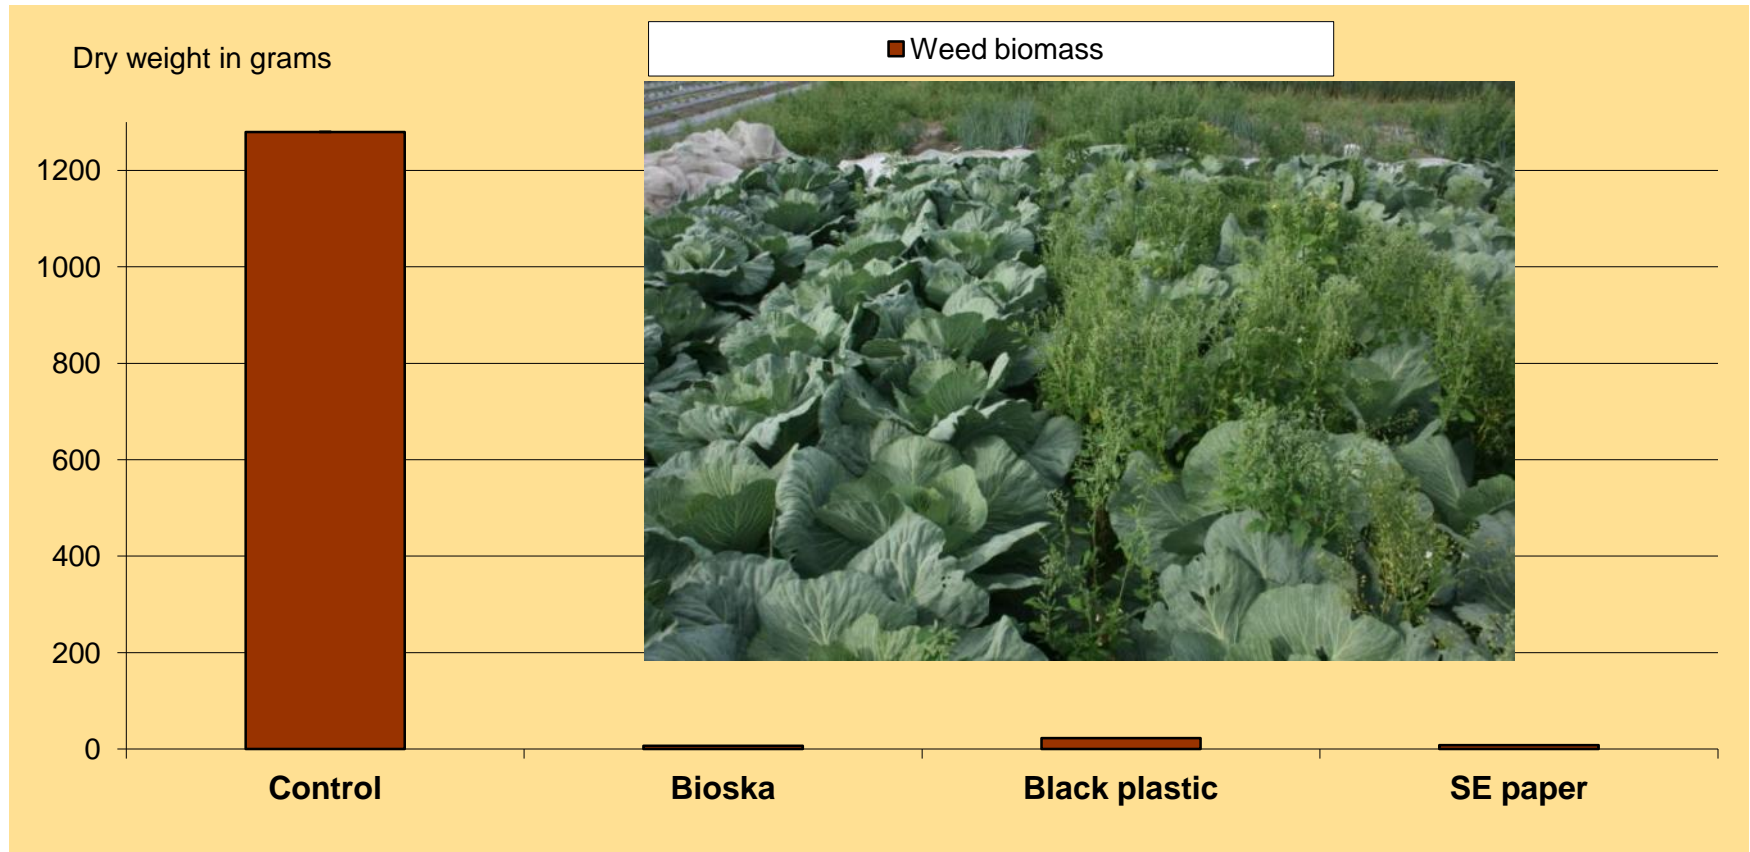 Dry weight in grams
Weed biomass
1200
1000
800
600
400
200
0
Control Bioska Black plastic SE paper